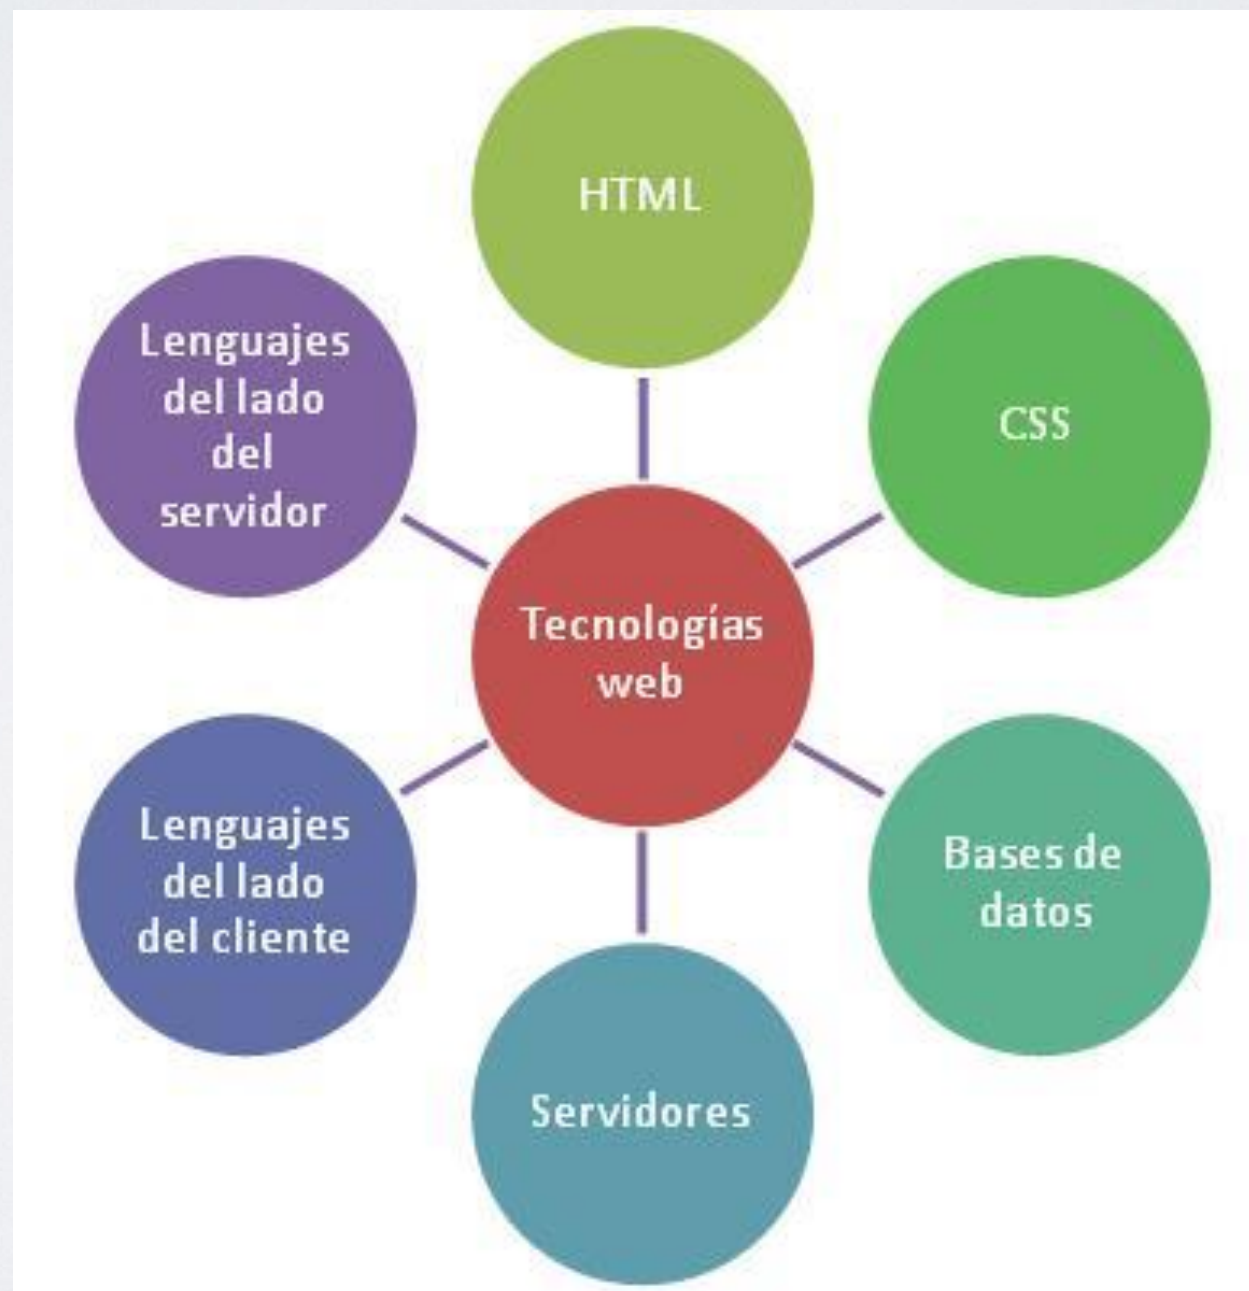 HTML
Lenguajes
del lado
del
servidor
CSS
Tecnologías
web
Lenguajes
del lado
del cliente
Bases de
datos
Servidores